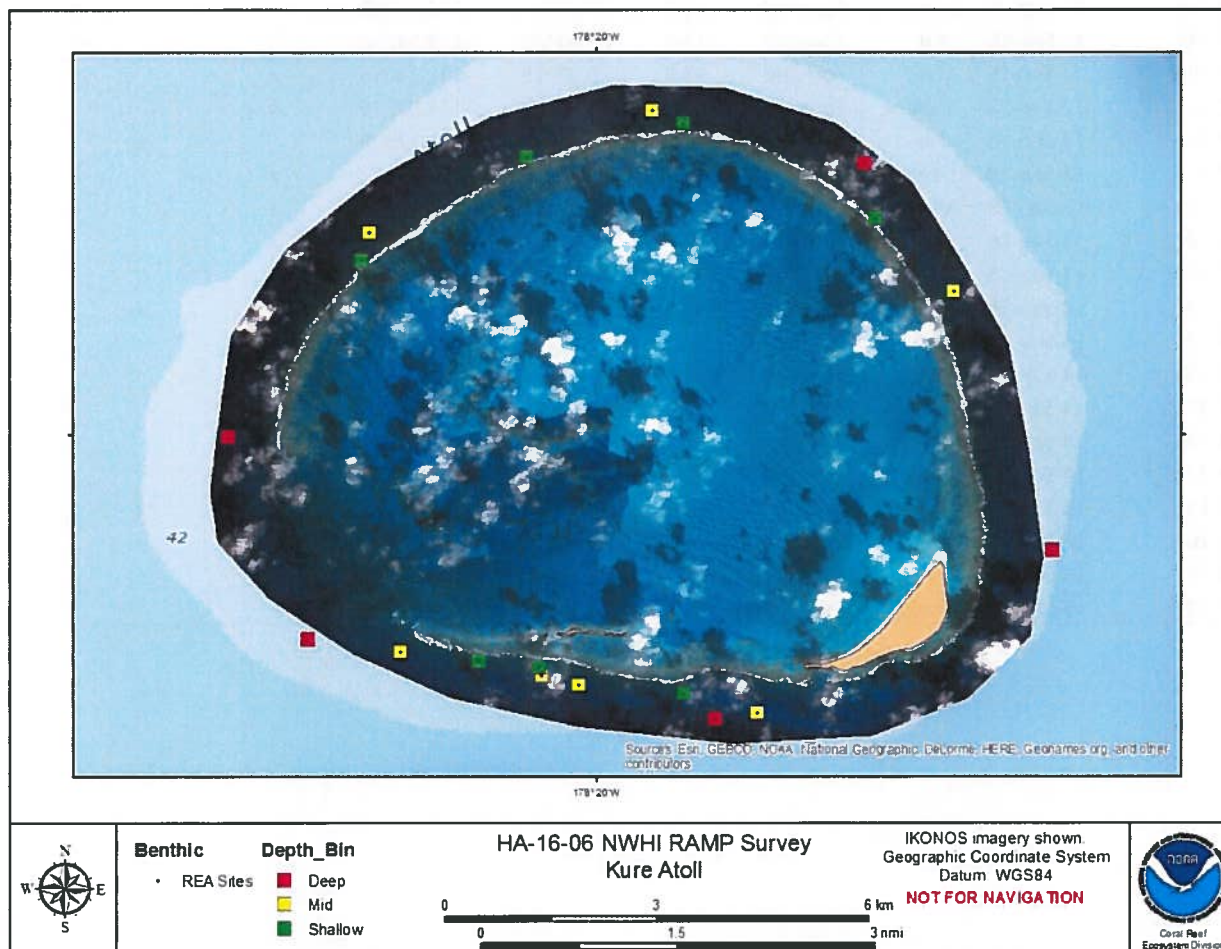 178°20'W
atoll
42
Sources: Esri, GEBCO, NOAA, National Geographic, DeLorme, HERE, Geonames.org, and other
contributors
178°20'W
N
W E
S
Benthic
• REA Sites
Depth_Bin
Deep
Mid
Shallow
HA-16-06 NWHI RAMP Survey
Kure Atoll
0 3 6 km
0 1.5 3 nmi
IKONOS imagery shown.
Geographic Coordinate System
Datum WGS84
NOT FOR NAVIGATION
NOAA
Coral Reef
Ecosystem Division